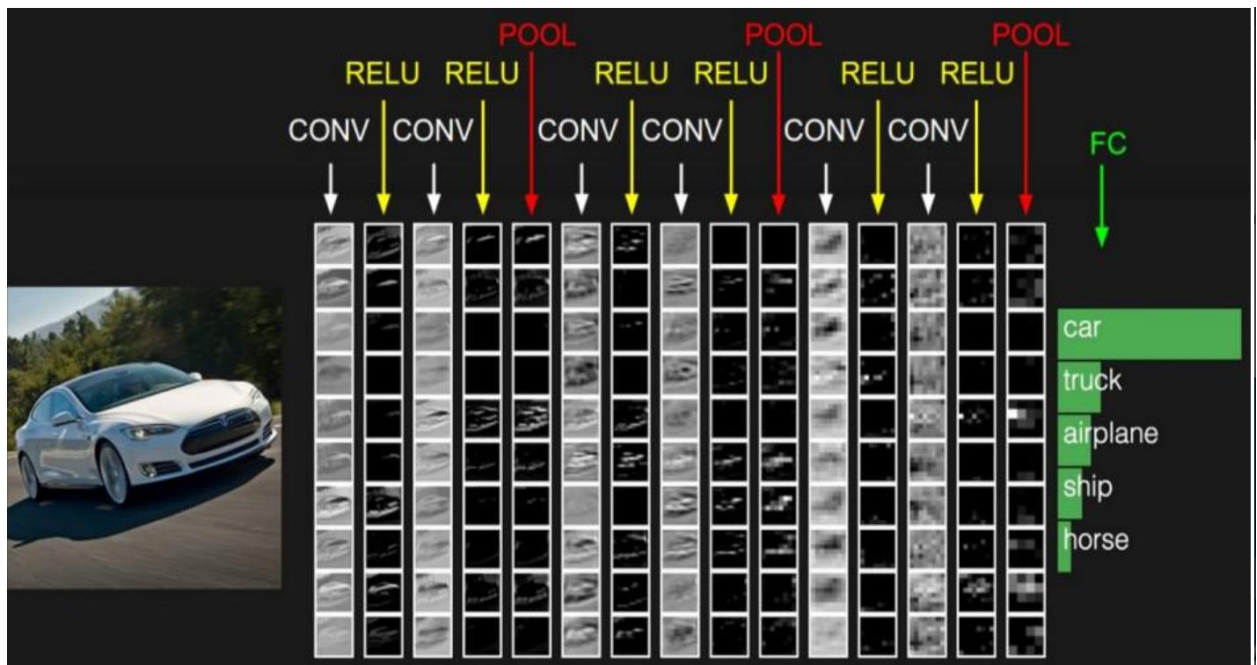 POOL POOL POOL
RELU RELU RELU RELU RELU RELU
CONV CONV CONV CONV CONV CONV
FC
car
truck
airplane
ship
horse